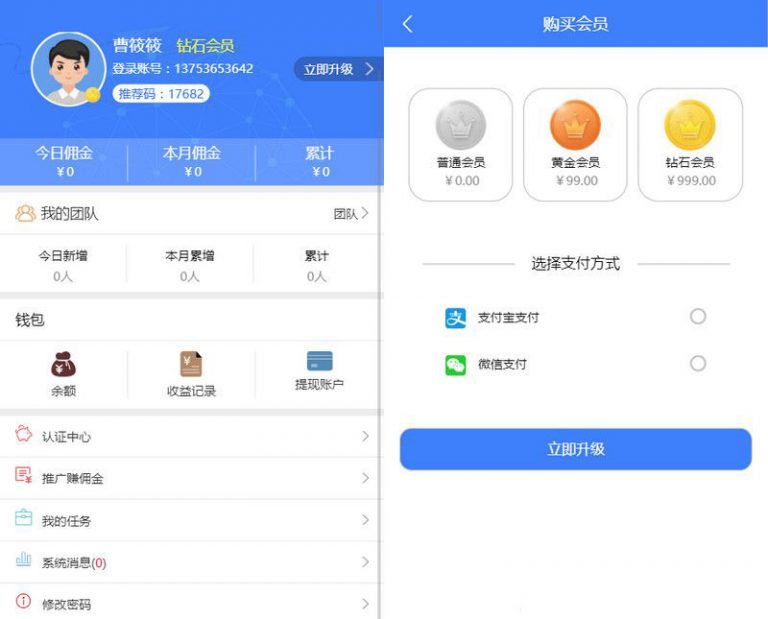 曹筱筱 钻石会员
登录账号：13753653642
立即升级
推荐码：17682
今日佣金 本月佣金 累计
¥0 ¥0 ¥0
我的团队 团队
今日新增 本月累增 累计
0人 0人 0人
钱包
余额 收益记录 提现账户
认证中心
推广赚佣金
我的任务
系统消息(0)
修改密码
购买会员
普通会员 黄金会员 钻石会员
¥0.00 ¥99.00 ¥999.00
选择支付方式
支付宝支付
微信支付
立即升级